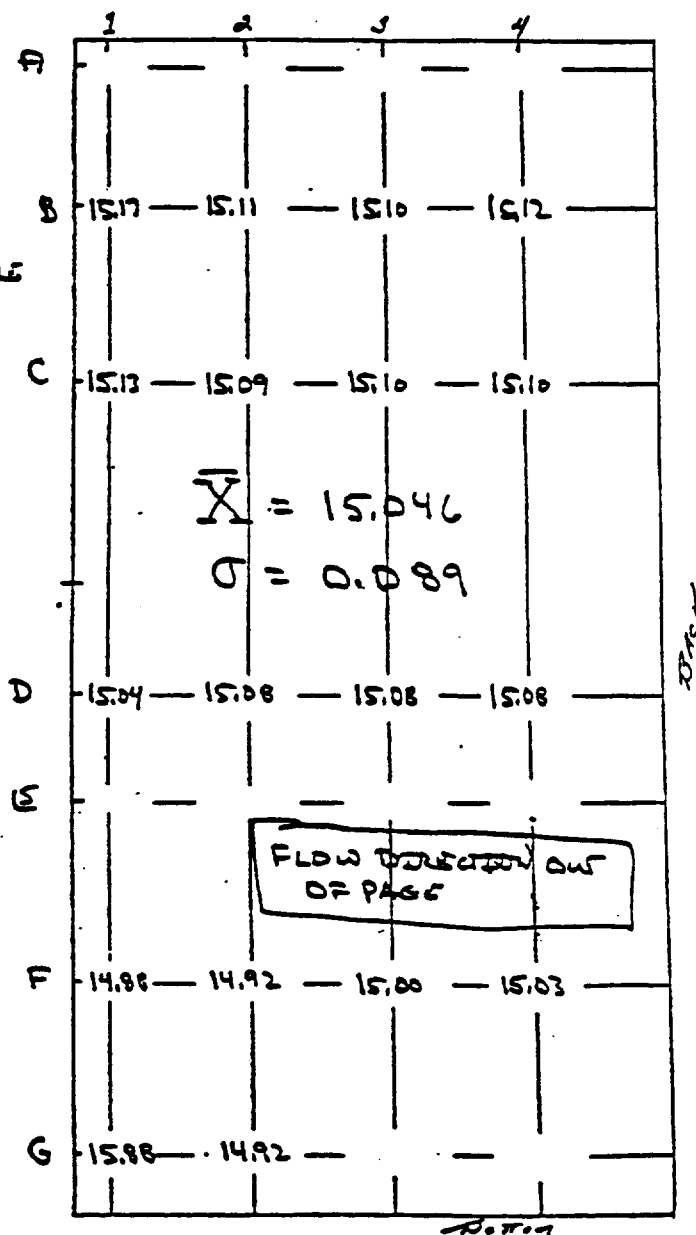 1 2 3 4
A
B 15.17 15.11 15.10 15.12
E
C 15.13 15.09 15.10 15.10
X̄ = 15.046
σ = 0.089
D 15.04 15.08 15.08 15.08
E
FLOW DIRECTION OUT
OF PAGE
F 14.88 14.92 15.00 15.03
G 15.88 14.92
BOTTOM